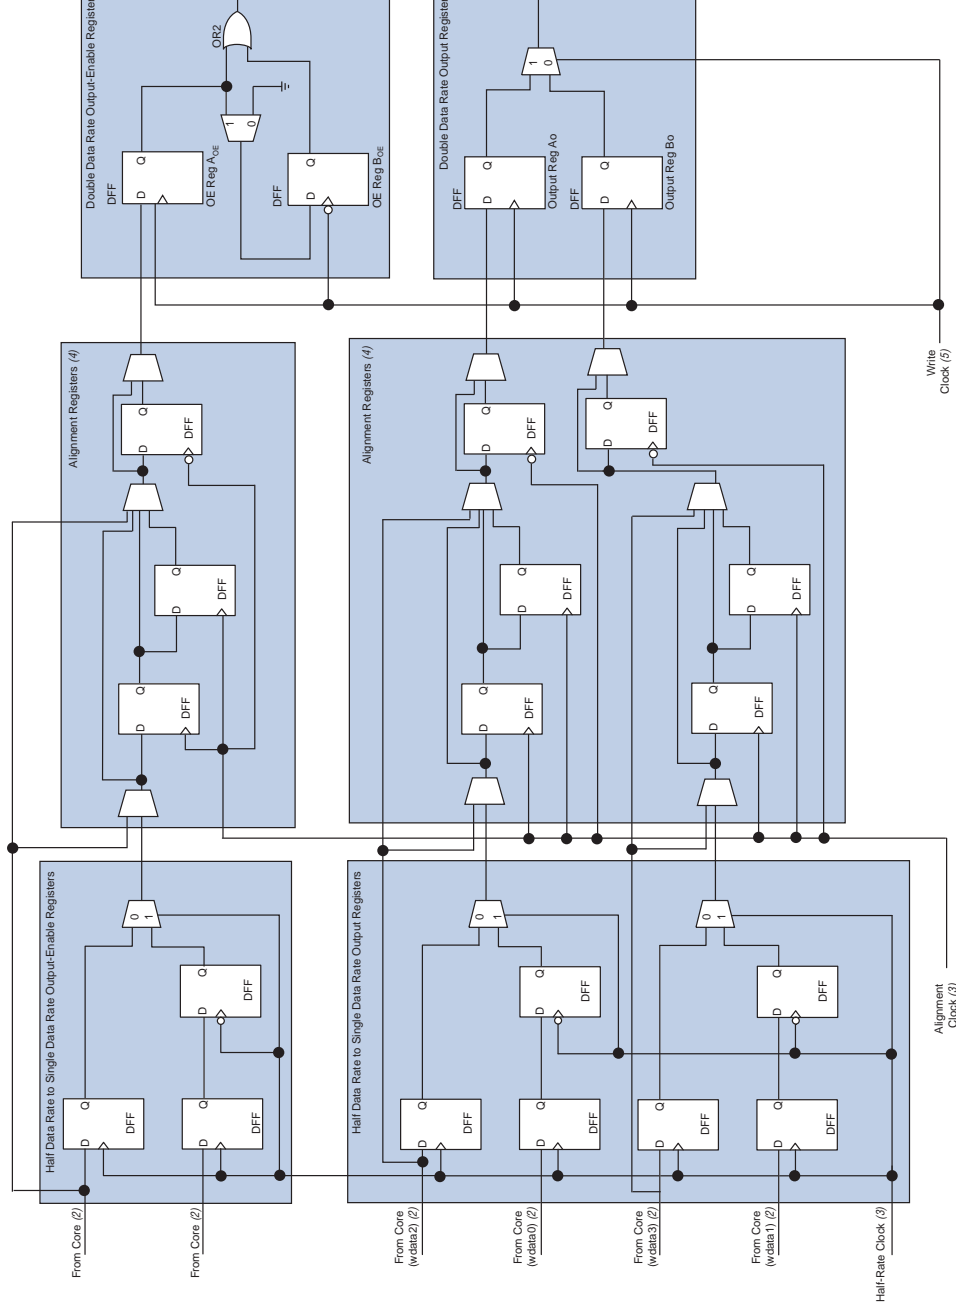 Double Data Rate Output-Enable Registers
OR2
1
0
DFF
D
Q
OE Reg AOE
DFF
D
Q
OE Reg BOE
Double Data Rate Output Registers
1
0
DFF
D
Q
Output Reg Ao
DFF
D
Q
Output Reg Bo
Write
Clock (5)
Alignment Registers (4)
D
Q
DFF
D
Q
DFF
D
Q
DFF
Alignment Registers (4)
D
Q
DFF
D
Q
DFF
D
Q
DFF
D
Q
DFF
D
Q
DFF
D
Q
DFF
Alignment
Clock (3)
Half Data Rate to Single Data Rate Output-Enable Registers
0
1
D
Q
DFF
D
Q
DFF
D
Q
DFF
Half Data Rate to Single Data Rate Output Registers
0
1
D
Q
DFF
D
Q
DFF
D
Q
DFF
0
1
D
Q
DFF
D
Q
DFF
D
Q
DFF
From Core (2)
From Core (2)
From Core
(wdata2) (2)
From Core
(wdata0) (2)
From Core
(wdata3) (2)
From Core
(wdata1) (2)
Half-Rate Clock (3)